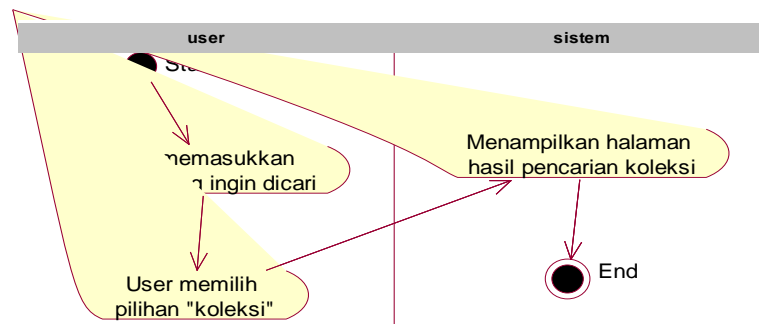 user
sistem
memasukkan
ingin dicari
User memilih
pilihan "koleksi"
Menampilkan halaman
hasil pencarian koleksi
End